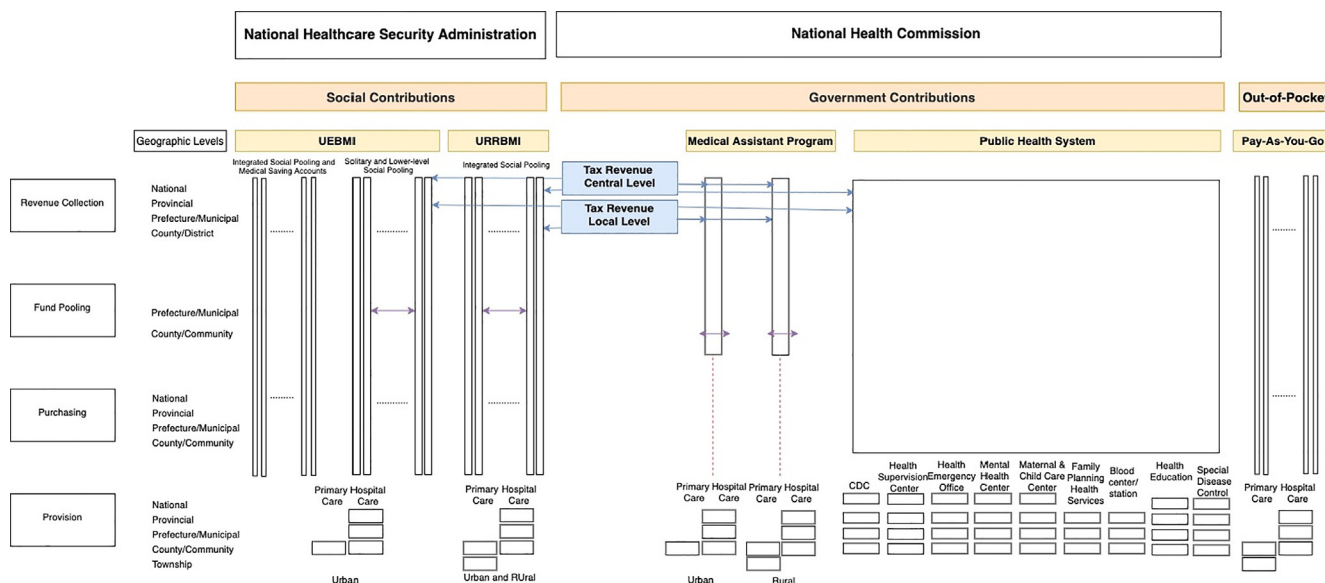 National Healthcare Security Administration
National Health Commission
Social Contributions
Government Contributions
Out-of-Pocket
Geographic Levels
UEBMI
URRBMI
Medical Assistant Program
Public Health System
Pay-As-You-Go
Integrated Social Pooling and
Medical Saving Accounts
Solitary and Lower-level
Social Pooling
Integrated Social Pooling
Tax Revenue
Central Level
Tax Revenue
Local Level
Revenue Collection
National
Provincial
Prefecture/Municipal
County/District
Fund Pooling
Prefecture/Municipal
County/Community
Purchasing
National
Provincial
Prefecture/Municipal
County/Community
Provision
National
Provincial
Prefecture/Municipal
County/Community
Township
Primary Hospital
Care Care
Urban
Primary Hospital
Care Care
Urban and RUral
Primary Hospital
Care Care
Urban
Primary Hospital
Care Care
Rural
CDC
Health
Supervision
Center
Health
Emergency
Office
Mental
Health
Center
Maternal &
Child Care
Center
Family
Planning
Health
Services
Blood
center/
station
Health
Education
Special
Disease
Control
Primary Hospital
Care Care